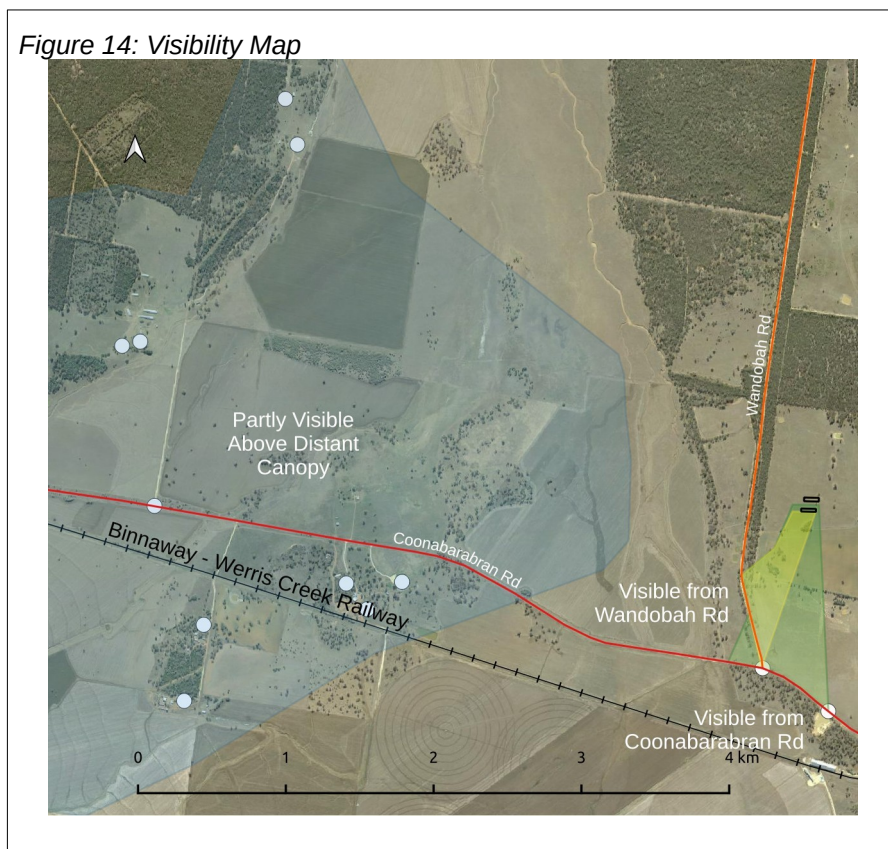 Figure 14: Visibility Map
Wandobah Rd
Partly Visible
Above Distant
Canopy
Coonabarabran Rd
Binnaway - Werris Creek Railway
Visible from
Wandobah Rd
Visible from
Coonabarabran Rd
0 1 2 3 4 km